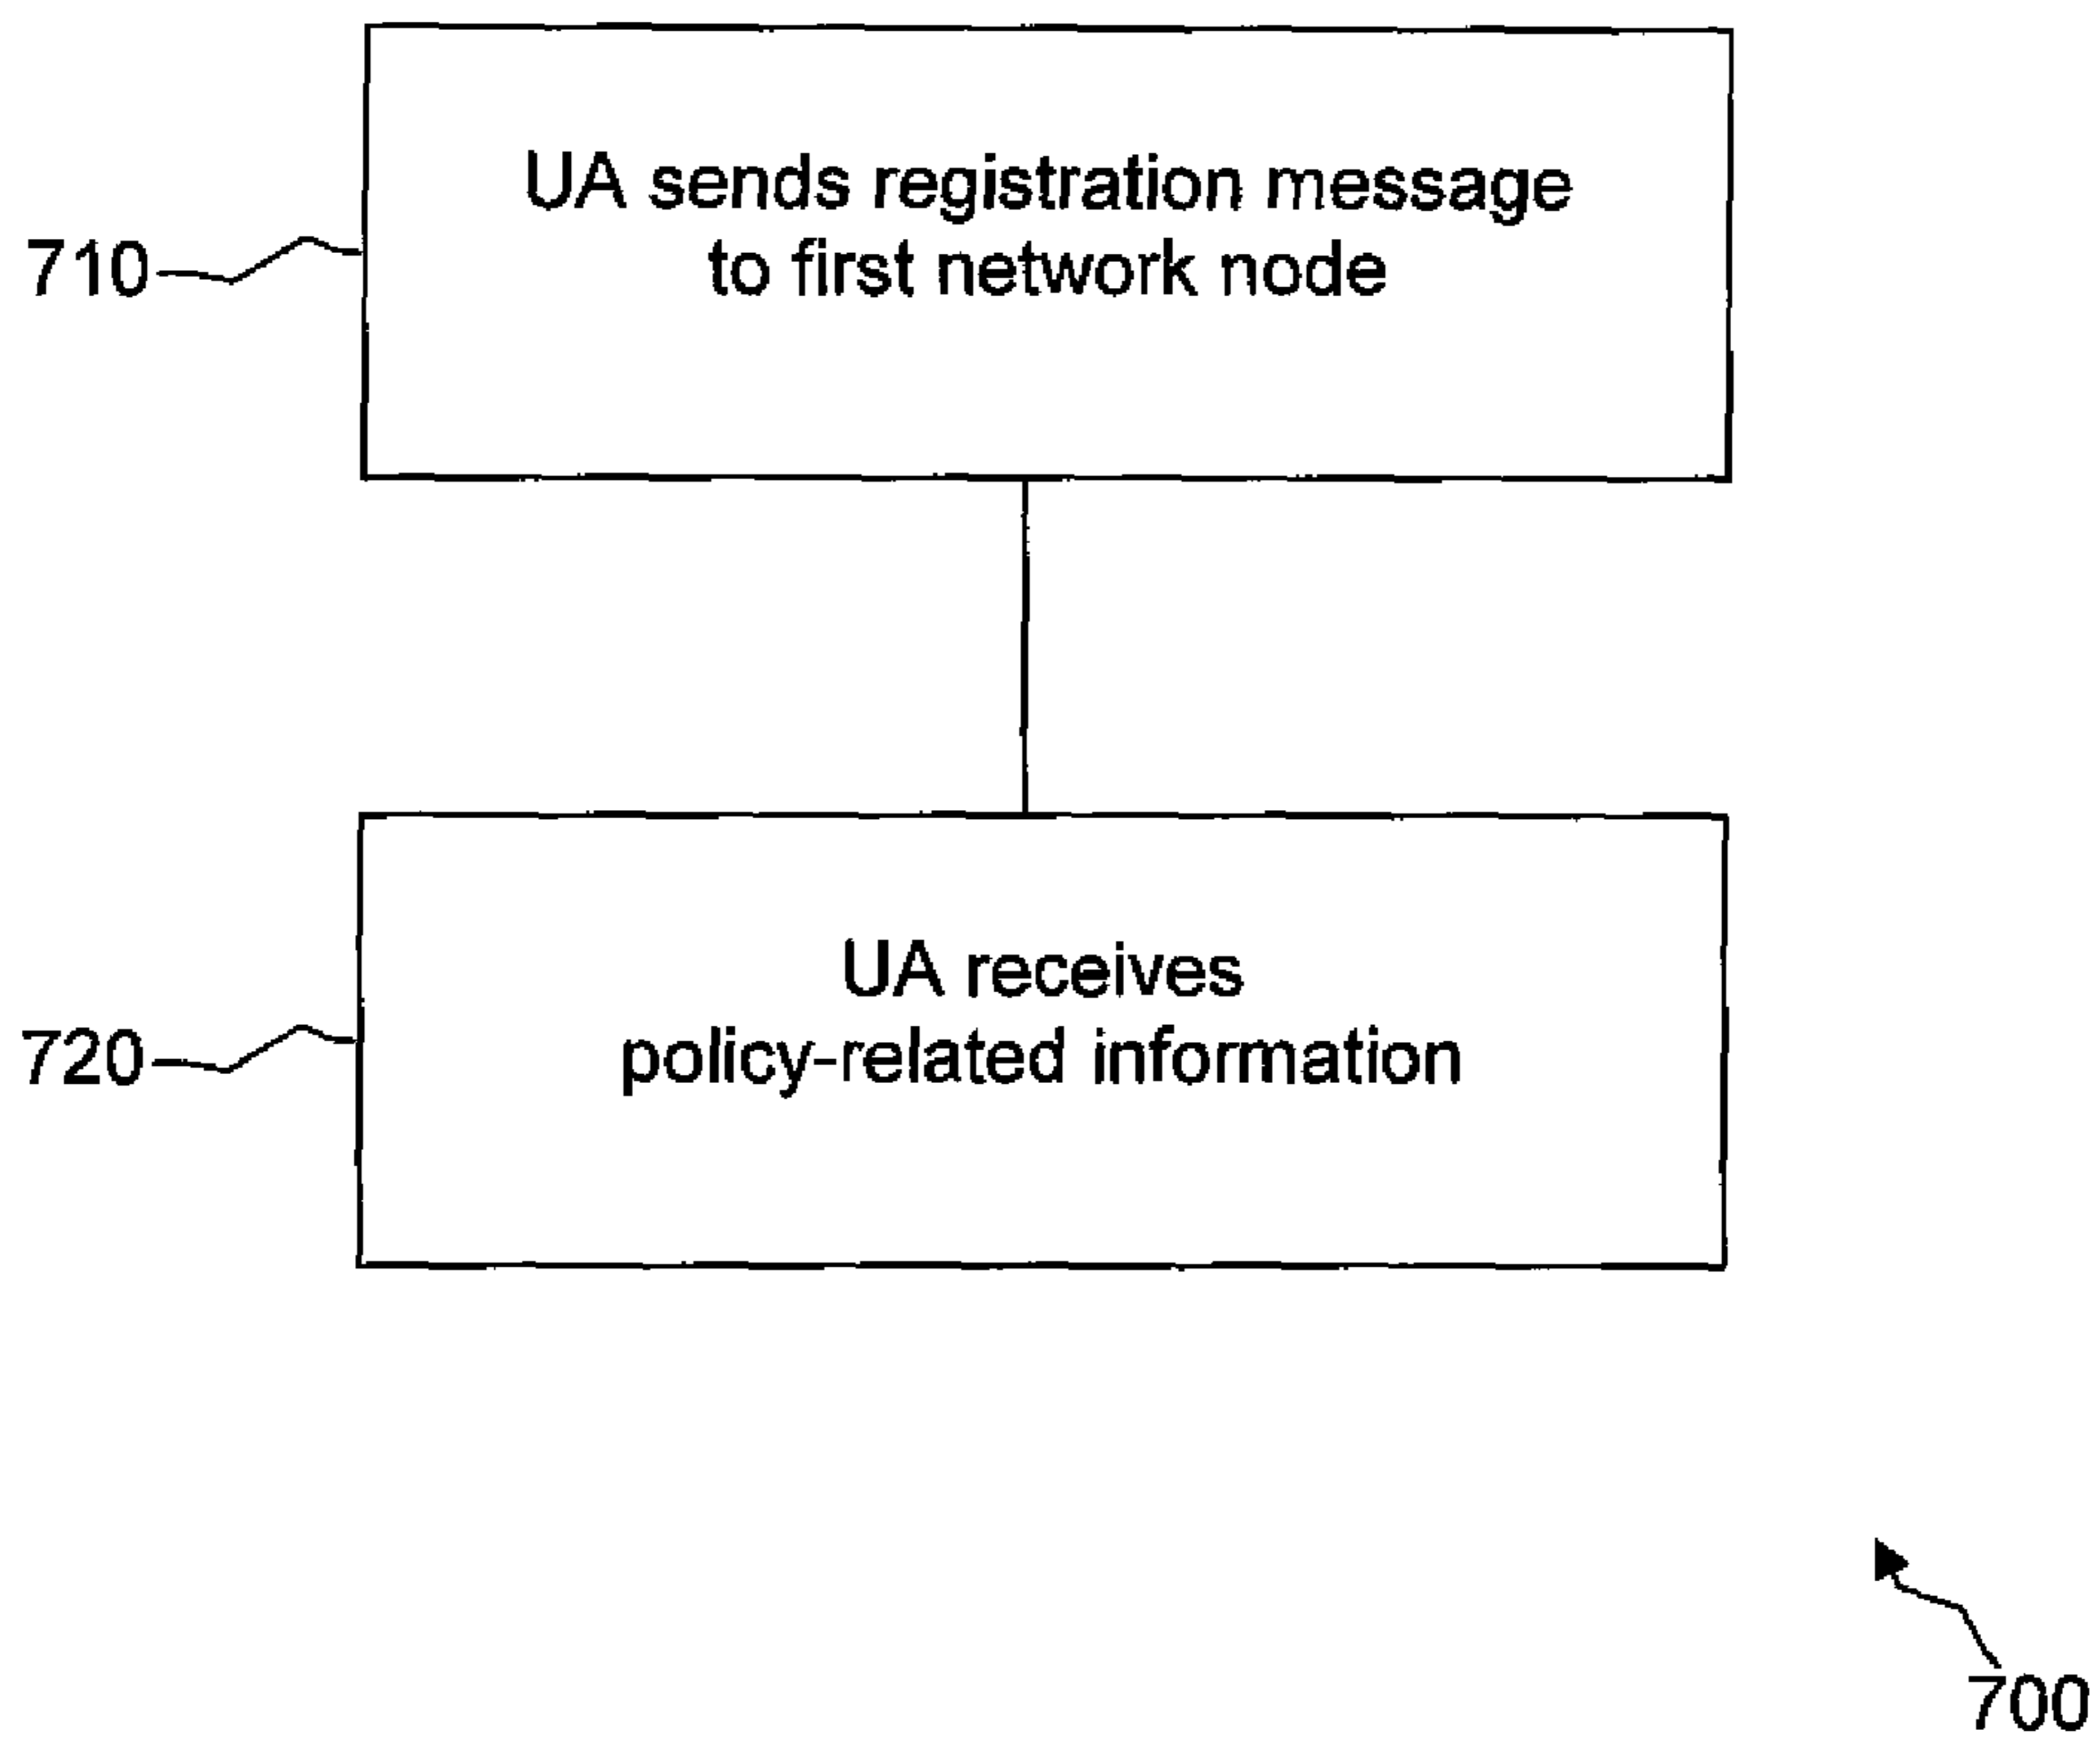 UA sends registration message
to first network node
710
UA receives
policy-related information
720
700